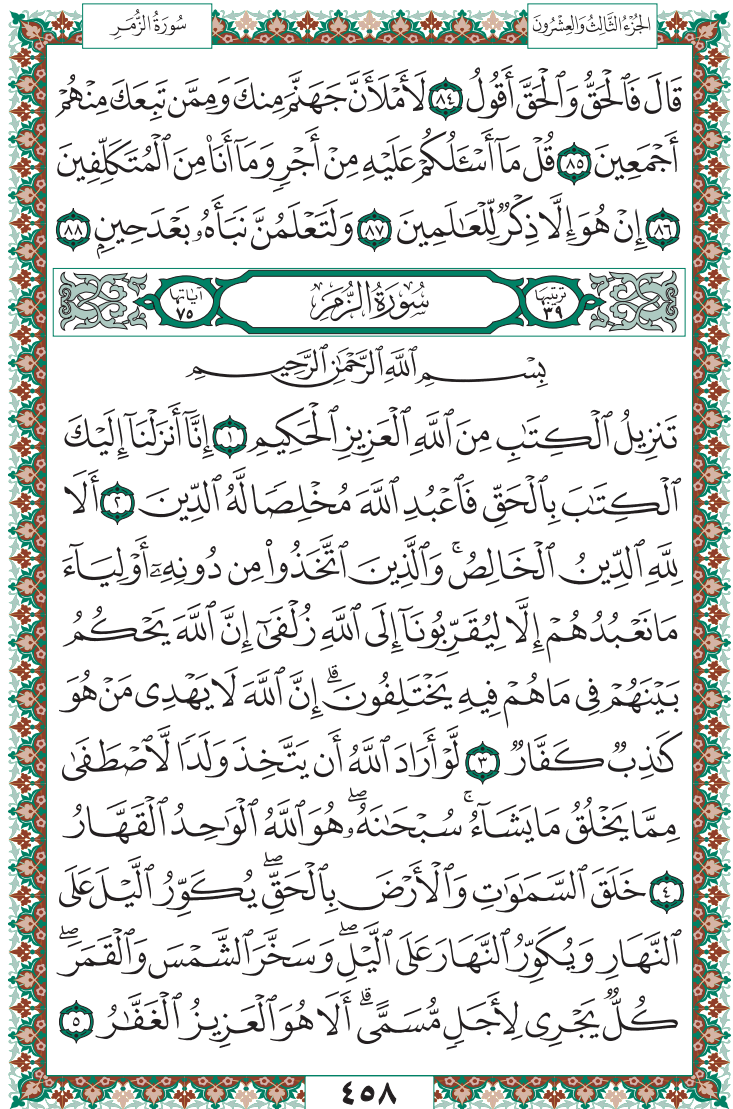 الجُزْءُ الثَّالِثُ وَالعِشْرُونَ
سُورَةُ الزُّمَرِ
قَالَ فَٱلْحَقُّ وَٱلْحَقَّ أَقُولُ ٨٤ لَأَمْلَأَنَّ جَهَنَّمَ مِنكَ وَمِمَّن تَبِعَكَ مِنْهُمْ
أَجْمَعِينَ ٨٥ قُلْ مَآ أَسْـَٔلُكُمْ عَلَيْهِ مِنْ أَجْرٍ وَمَآ أَنَا۠ مِنَ ٱلْمُتَكَلِّفِينَ
٨٦ إِنْ هُوَ إِلَّا ذِكْرٌ لِّلْعَـٰلَمِينَ ٨٧ وَلَتَعْلَمُنَّ نَبَأَهُۥ بَعْدَ حِينٍۭ ٨٨
ترتيبها ٣٩ سُورَةُ الزُّمَرِ آياتها ٧٥
بِسْمِ ٱللَّهِ ٱلرَّحْمَـٰنِ ٱلرَّحِيمِ
تَنزِيلُ ٱلْكِتَـٰبِ مِنَ ٱللَّهِ ٱلْعَزِيزِ ٱلْحَكِيمِ ١ إِنَّآ أَنزَلْنَآ إِلَيْكَ
ٱلْكِتَـٰبَ بِٱلْحَقِّ فَٱعْبُدِ ٱللَّهَ مُخْلِصًا لَّهُ ٱلدِّينَ ٢ أَلَا
لِلَّهِ ٱلدِّينُ ٱلْخَالِصُ ۚ وَٱلَّذِينَ ٱتَّخَذُوا۟ مِن دُونِهِۦٓ أَوْلِيَآءَ
مَا نَعْبُدُهُمْ إِلَّا لِيُقَرِّبُونَآ إِلَى ٱللَّهِ زُلْفَىٰٓ إِنَّ ٱللَّهَ يَحْكُمُ
بَيْنَهُمْ فِى مَا هُمْ فِيهِ يَخْتَلِفُونَ ۗ إِنَّ ٱللَّهَ لَا يَهْدِى مَنْ هُوَ
كَـٰذِبٌ كَفَّارٌ ٣ لَّوْ أَرَادَ ٱللَّهُ أَن يَتَّخِذَ وَلَدًا لَّٱصْطَفَىٰ
مِمَّا يَخْلُقُ مَا يَشَآءُ ۚ سُبْحَـٰنَهُۥ ۖ هُوَ ٱللَّهُ ٱلْوَٰحِدُ ٱلْقَهَّارُ
٤ خَلَقَ ٱلسَّمَـٰوَٰتِ وَٱلْأَرْضَ بِٱلْحَقِّ ۖ يُكَوِّرُ ٱلَّيْلَ عَلَى
ٱلنَّهَارِ وَيُكَوِّرُ ٱلنَّهَارَ عَلَى ٱلَّيْلِ ۖ وَسَخَّرَ ٱلشَّمْسَ وَٱلْقَمَرَ ۖ
كُلٌّ يَجْرِى لِأَجَلٍ مُّسَمًّى ۗ أَلَا هُوَ ٱلْعَزِيزُ ٱلْغَفَّـٰرُ ٥
٤٥٨